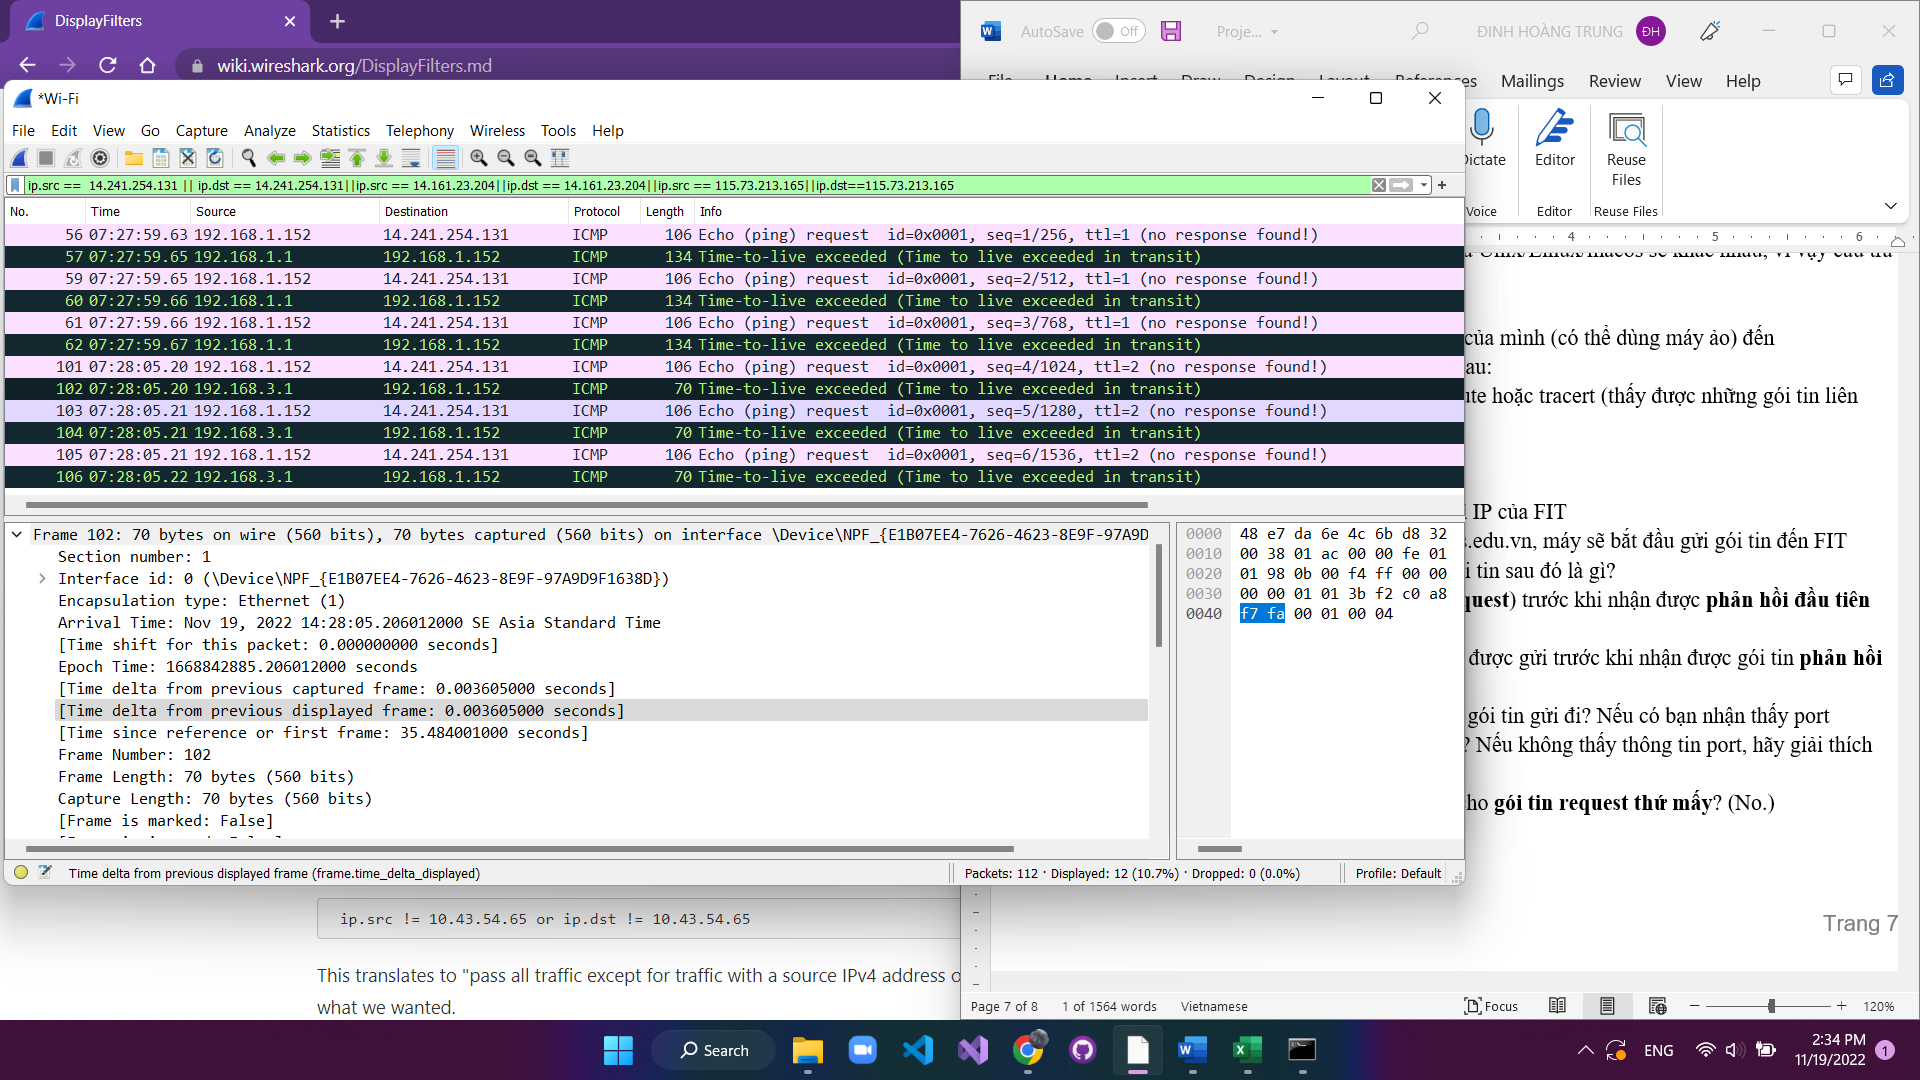 DisplayFilters
wiki.wireshark.org/DisplayFilters.md
AutoSave Off Proje... ĐINH HOÀNG TRUNG ĐH
Mailings Review View Help
Editor
Reuse Files
Voice Editor Reuse Files
*Wi-Fi
File Edit View Go Capture Analyze Statistics Telephony Wireless Tools Help
ip.src == 14.241.254.131 || ip.dst == 14.241.254.131||ip.src == 14.161.23.204||ip.dst == 14.161.23.204||ip.src == 115.73.213.165||ip.dst==115.73.213.165
No. Time Source Destination Protocol Length Info
56 07:27:59.63 192.168.1.152 14.241.254.131 ICMP 106 Echo (ping) request id=0x0001, seq=1/256, ttl=1 (no response found!)
57 07:27:59.65 192.168.1.1 192.168.1.152 ICMP 134 Time-to-live exceeded (Time to live exceeded in transit)
59 07:27:59.65 192.168.1.152 14.241.254.131 ICMP 106 Echo (ping) request id=0x0001, seq=2/512, ttl=1 (no response found!)
60 07:27:59.66 192.168.1.1 192.168.1.152 ICMP 134 Time-to-live exceeded (Time to live exceeded in transit)
61 07:27:59.66 192.168.1.152 14.241.254.131 ICMP 106 Echo (ping) request id=0x0001, seq=3/768, ttl=1 (no response found!)
62 07:27:59.67 192.168.1.1 192.168.1.152 ICMP 134 Time-to-live exceeded (Time to live exceeded in transit)
101 07:28:05.20 192.168.1.152 14.241.254.131 ICMP 106 Echo (ping) request id=0x0001, seq=4/1024, ttl=2 (no response found!)
102 07:28:05.20 192.168.3.1 192.168.1.152 ICMP 70 Time-to-live exceeded (Time to live exceeded in transit)
103 07:28:05.21 192.168.1.152 14.241.254.131 ICMP 106 Echo (ping) request id=0x0001, seq=5/1280, ttl=2 (no response found!)
104 07:28:05.21 192.168.3.1 192.168.1.152 ICMP 70 Time-to-live exceeded (Time to live exceeded in transit)
105 07:28:05.21 192.168.1.152 14.241.254.131 ICMP 106 Echo (ping) request id=0x0001, seq=6/1536, ttl=2 (no response found!)
106 07:28:05.22 192.168.3.1 192.168.1.152 ICMP 70 Time-to-live exceeded (Time to live exceeded in transit)
Frame 102: 70 bytes on wire (560 bits), 70 bytes captured (560 bits) on interface \Device\NPF_{E1B07EE4-7626-4623-8E9F-97A9D
Section number: 1
Interface id: 0 (\Device\NPF_{E1B07EE4-7626-4623-8E9F-97A9D9F1638D})
Encapsulation type: Ethernet (1)
Arrival Time: Nov 19, 2022 14:28:05.206012000 SE Asia Standard Time
[Time shift for this packet: 0.000000000 seconds]
Epoch Time: 1668842885.206012000 seconds
[Time delta from previous captured frame: 0.003605000 seconds]
[Time delta from previous displayed frame: 0.003605000 seconds]
[Time since reference or first frame: 35.484001000 seconds]
Frame Number: 102
Frame Length: 70 bytes (560 bits)
Capture Length: 70 bytes (560 bits)
[Frame is marked: False]
0000 48 e7 da 6e 4c 6b d8 32
0010 00 38 01 ac 00 00 fe 01
0020 01 98 0b 00 f4 ff 00 00
0030 00 00 01 01 3b f2 c0 a8
0040 f7 fa 00 01 00 04
Time delta from previous displayed frame (frame.time_delta_displayed) Packets: 112 · Displayed: 12 (10.7%) · Dropped: 0 (0.0%) Profile: Default
4 5 6
của mình (có thể dùng máy ảo) đến
au:
ute hoặc tracert (thấy được những gói tin liên
IP của FIT
s.edu.vn, máy sẽ bắt đầu gửi gói tin đến FIT
i tin sau đó là gì?
quest) trước khi nhận được phản hồi đầu tiên
được gửi trước khi nhận được gói tin phản hồi
gói tin gửi đi? Nếu có bạn nhận thấy port
? Nếu không thấy thông tin port, hãy giải thích
cho gói tin request thứ mấy? (No.)
Trang 7
ip.src != 10.43.54.65 or ip.dst != 10.43.54.65
This translates to "pass all traffic except for traffic with a source IPv4 address o
what we wanted.
Page 7 of 8 1 of 1564 words Vietnamese Focus 120%
Search ENG 2:34 PM
11/19/2022 1